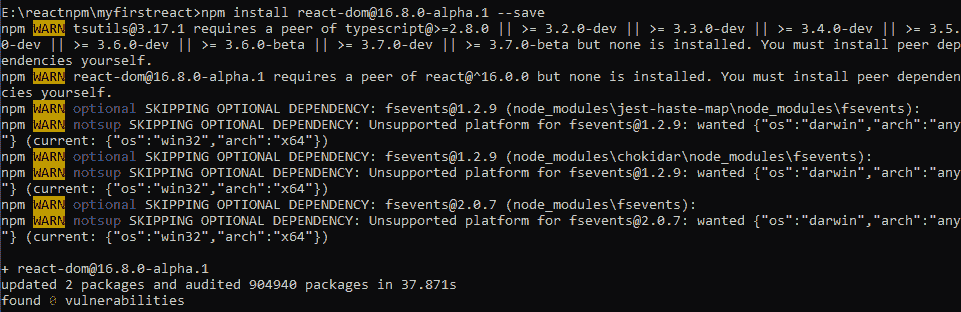 E:\reactnpm\myfirstreact>npm install react-dom@16.8.0-alpha.1 --save
npm WARN tsutils@3.17.1 requires a peer of typescript@>=2.8.0 || >= 3.2.0-dev || >= 3.3.0-dev || >= 3.4.0-dev || >= 3.5.
0-dev || >= 3.6.0-dev || >= 3.6.0-beta || >= 3.7.0-dev || >= 3.7.0-beta but none is installed. You must install peer dep
endencies yourself.
npm WARN react-dom@16.8.0-alpha.1 requires a peer of react@^16.0.0 but none is installed. You must install peer dependen
cies yourself.
npm WARN optional SKIPPING OPTIONAL DEPENDENCY: fsevents@1.2.9 (node_modules\jest-haste-map\node_modules\fsevents):
npm WARN notsup SKIPPING OPTIONAL DEPENDENCY: Unsupported platform for fsevents@1.2.9: wanted {"os":"darwin","arch":"any
"} (current: {"os":"win32","arch":"x64"})
npm WARN optional SKIPPING OPTIONAL DEPENDENCY: fsevents@1.2.9 (node_modules\chokidar\node_modules\fsevents):
npm WARN notsup SKIPPING OPTIONAL DEPENDENCY: Unsupported platform for fsevents@1.2.9: wanted {"os":"darwin","arch":"any
"} (current: {"os":"win32","arch":"x64"})
npm WARN optional SKIPPING OPTIONAL DEPENDENCY: fsevents@2.0.7 (node_modules\fsevents):
npm WARN notsup SKIPPING OPTIONAL DEPENDENCY: Unsupported platform for fsevents@2.0.7: wanted {"os":"darwin","arch":"any
"} (current: {"os":"win32","arch":"x64"})
+ react-dom@16.8.0-alpha.1
updated 2 packages and audited 904940 packages in 37.871s
found 0 vulnerabilities